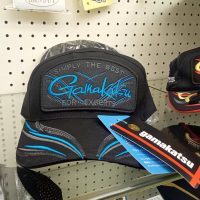 SIMPLY THE BEST
Gamakatsu
FOR EXPERTS
gamakatsu